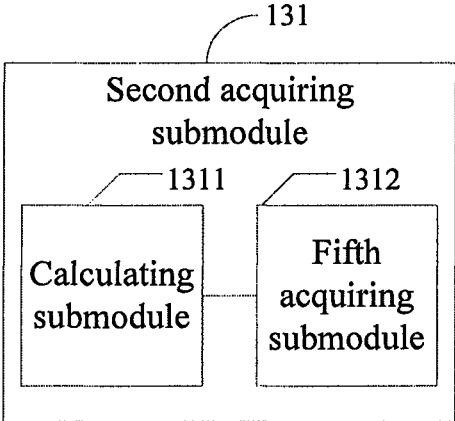 131
Second acquiring
submodule
1311
1312
Calculating
submodule
Fifth
acquiring
submodule